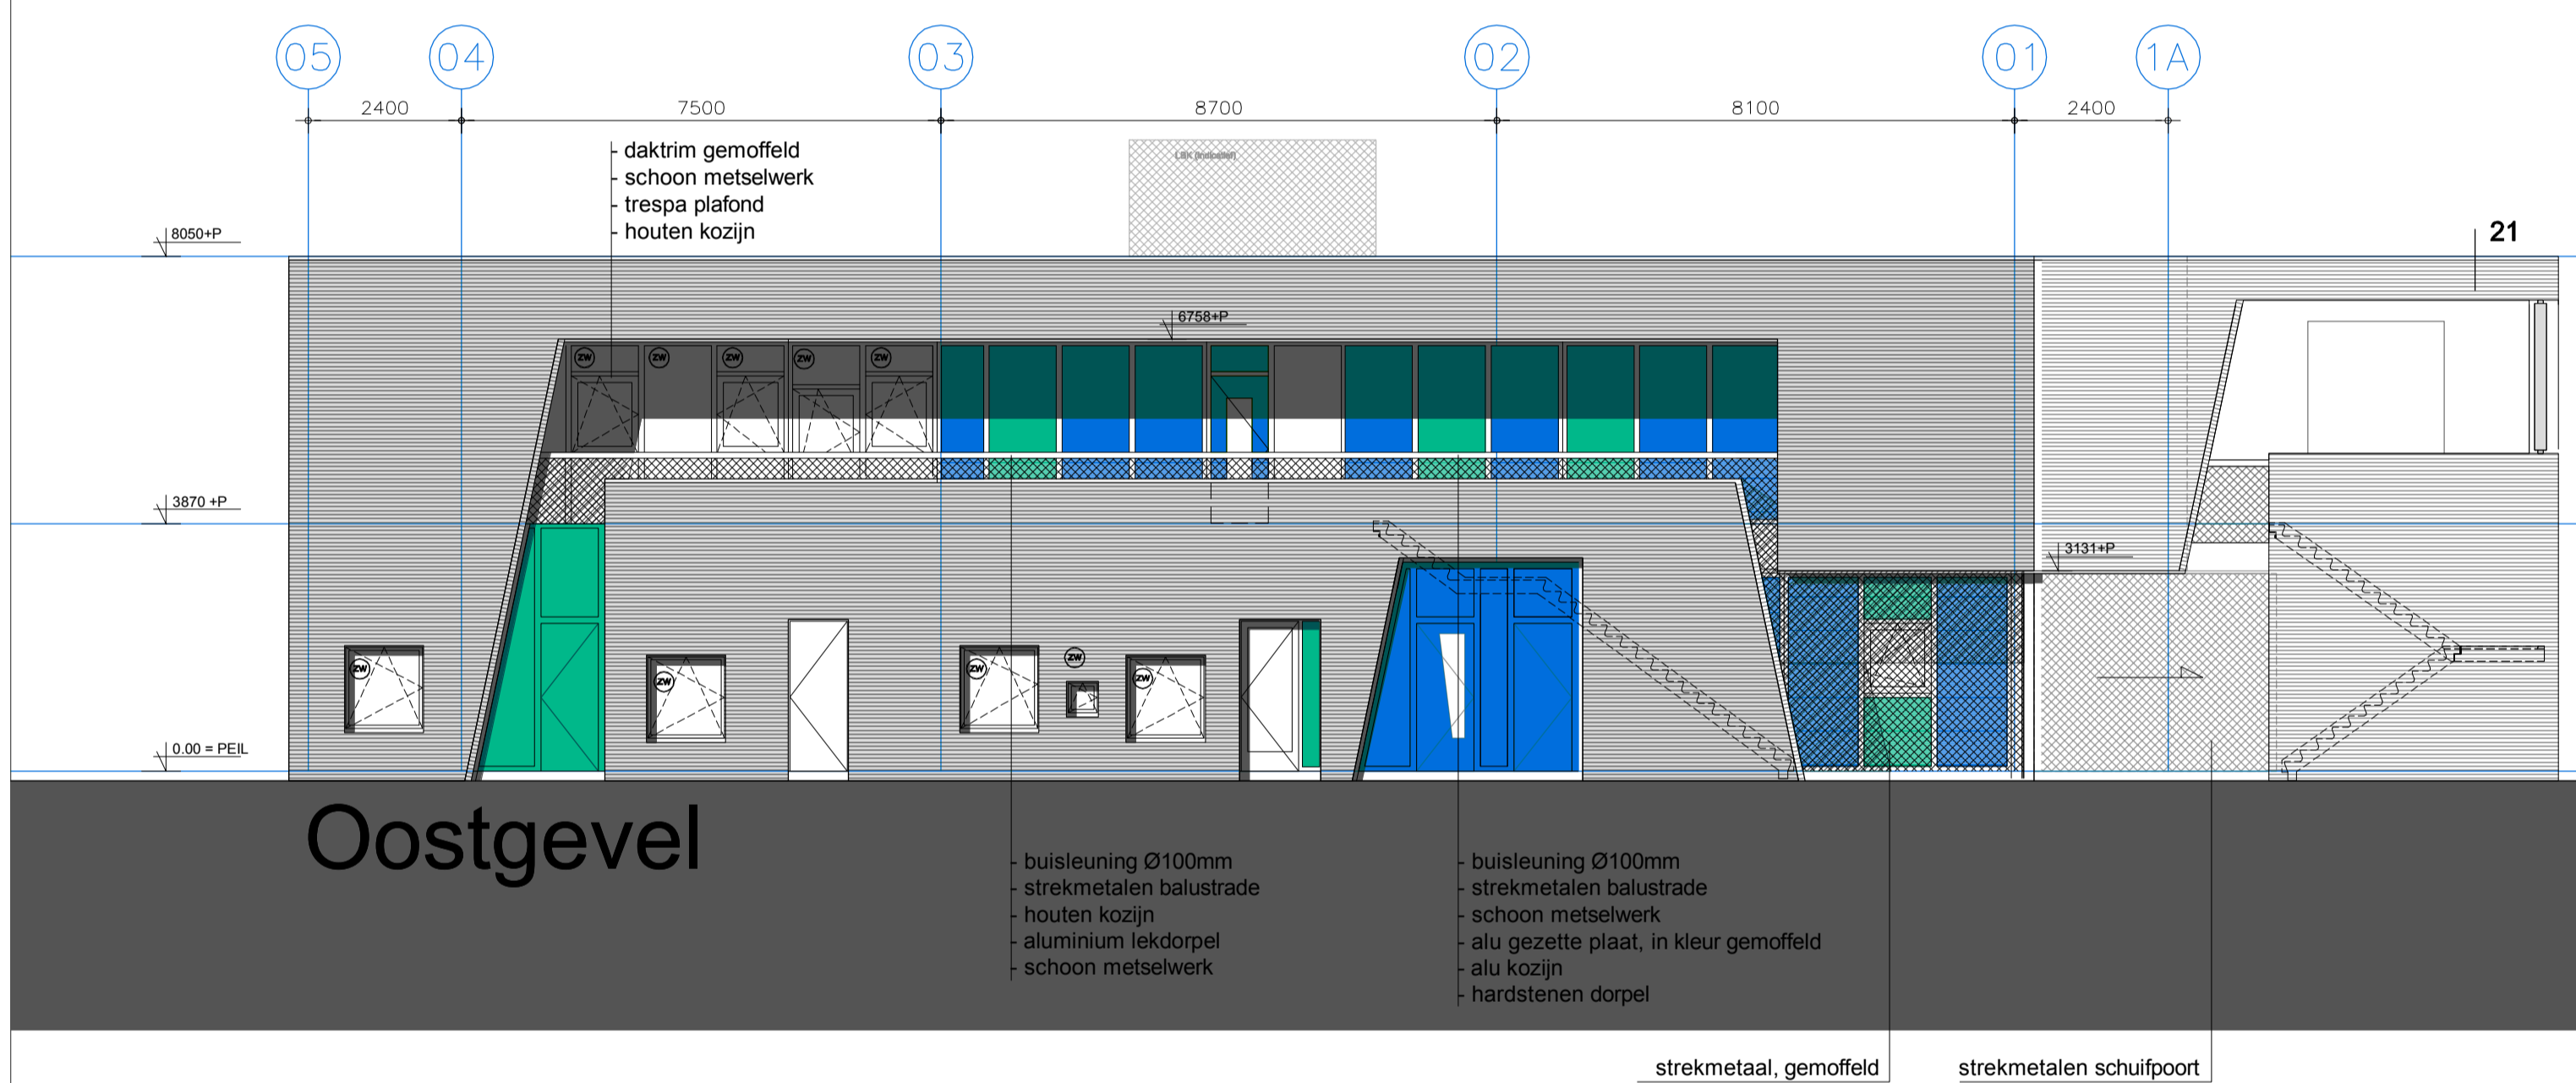 05 04 03 02 01 1A
2400 7500 8700 8100 2400
- daktrim gemoffeld
- schoon metselwerk
- trespa plafond
- houten kozijn
LBK (indicatief)
8050+P
21
6758+P
ZW ZW ZW ZW ZW
3870 +P
3131+P
ZW ZW ZW ZW ZW
0.00 = PEIL
Oostgevel
- buisleuning Ø100mm
- strekmetalen balustrade
- houten kozijn
- aluminium lekdorpel
- schoon metselwerk
- buisleuning Ø100mm
- strekmetalen balustrade
- schoon metselwerk
- alu gezette plaat, in kleur gemoffeld
- alu kozijn
- hardstenen dorpel
strekmetaal, gemoffeld
strekmetalen schuifpoort